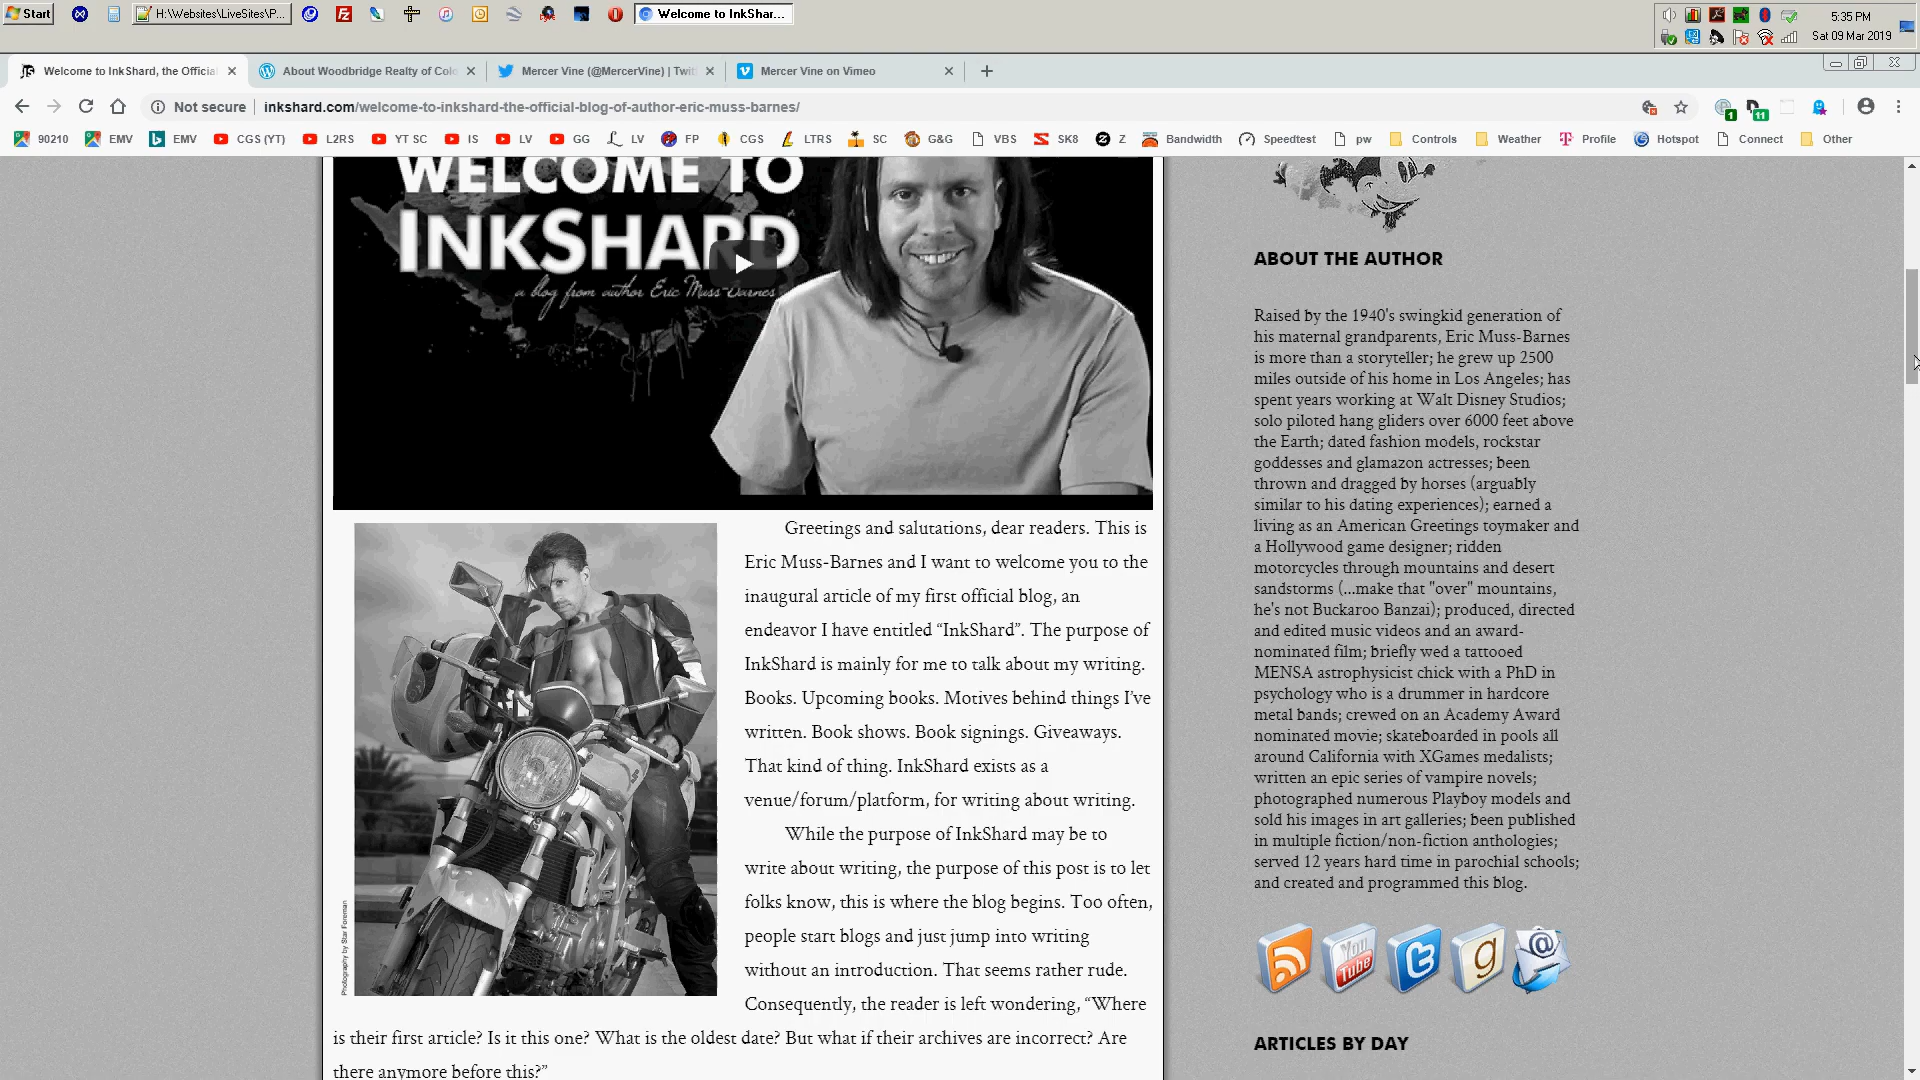 Start
H:\Websites\LiveSites\P...
Welcome to InkShar...
5:35 PM
Sat 09 Mar 2019
Welcome to InkShard, the Official
About Woodbridge Realty of Colo
Mercer Vine (@MercerVine) | Twit
Mercer Vine on Vimeo
Not secure
inkshard.com/welcome-to-inkshard-the-official-blog-of-author-eric-muss-barnes/
1
11
90210
EMV
EMV
CGS (YT)
L2RS
YT SC
IS
LV
GG
LV
FP
CGS
LTRS
SC
G&G
VBS
SK8
Z
Bandwidth
Speedtest
pw
Controls
Weather
Profile
Hotspot
Connect
Other
WELCOME TO
INKSHARD
a blog from author Eric Muss-Barnes
Greetings and salutations, dear readers. This is
Eric Muss-Barnes and I want to welcome you to the
inaugural article of my first official blog, an
endeavor I have entitled “InkShard”. The purpose of
InkShard is mainly for me to talk about my writing.
Books. Upcoming books. Motives behind things I’ve
written. Book shows. Book signings. Giveaways.
That kind of thing. InkShard exists as a
venue/forum/platform, for writing about writing.
While the purpose of InkShard may be to
write about writing, the purpose of this post is to let
folks know, this is where the blog begins. Too often,
people start blogs and just jump into writing
without an introduction. That seems rather rude.
Consequently, the reader is left wondering, “Where
is their first article? Is it this one? What is the oldest date? But what if their archives are incorrect? Are
there anymore before this?”
Photography by Star Foreman
ABOUT THE AUTHOR
Raised by the 1940's swingkid generation of
his maternal grandparents, Eric Muss-Barnes
is more than a storyteller; he grew up 2500
miles outside of his home in Los Angeles; has
spent years working at Walt Disney Studios;
solo piloted hang gliders over 6000 feet above
the Earth; dated fashion models, rockstar
goddesses and glamazon actresses; been
thrown and dragged by horses (arguably
similar to his dating experiences); earned a
living as an American Greetings toymaker and
a Hollywood game designer; ridden
motorcycles through mountains and desert
sandstorms (...make that "over" mountains,
he's not Buckaroo Banzai); produced, directed
and edited music videos and an award-
nominated film; briefly wed a tattooed
MENSA astrophysicist chick with a PhD in
psychology who is a drummer in hardcore
metal bands; crewed on an Academy Award
nominated movie; skateboarded in pools all
around California with XGames medalists;
written an epic series of vampire novels;
photographed numerous Playboy models and
sold his images in art galleries; been published
in multiple fiction/non-fiction anthologies;
served 12 years hard time in parochial schools;
and created and programmed this blog.
You
Tube
g
@
ARTICLES BY DAY